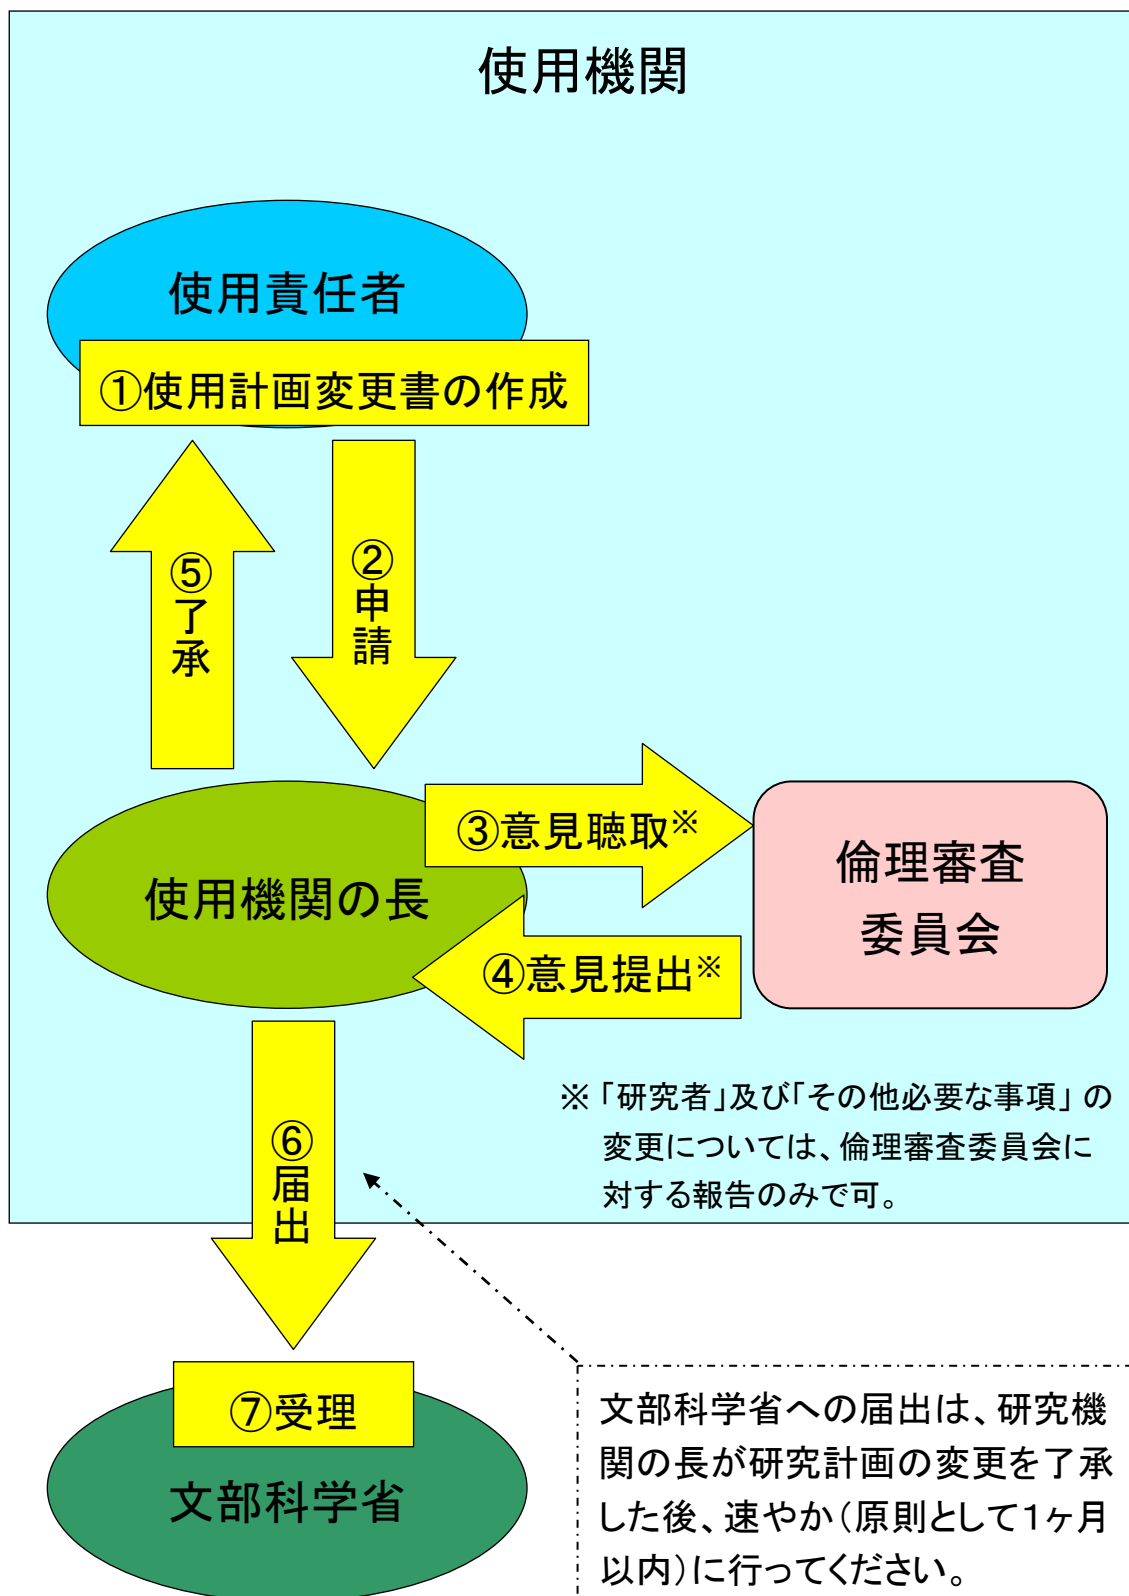 使用機関
使用責任者
①使用計画変更書の作成
⑤了承
②申請
③意見聴取※
使用機関の長
倫理審査
委員会
④意見提出※
※「研究者」及び「その他必要な事項」の
変更については、倫理審査委員会に
対する報告のみで可。
⑥届出
⑦受理
文部科学省
文部科学省への届出は、研究機
関の長が研究計画の変更を了承
した後、速やか(原則として1ヶ月
以内)に行ってください。